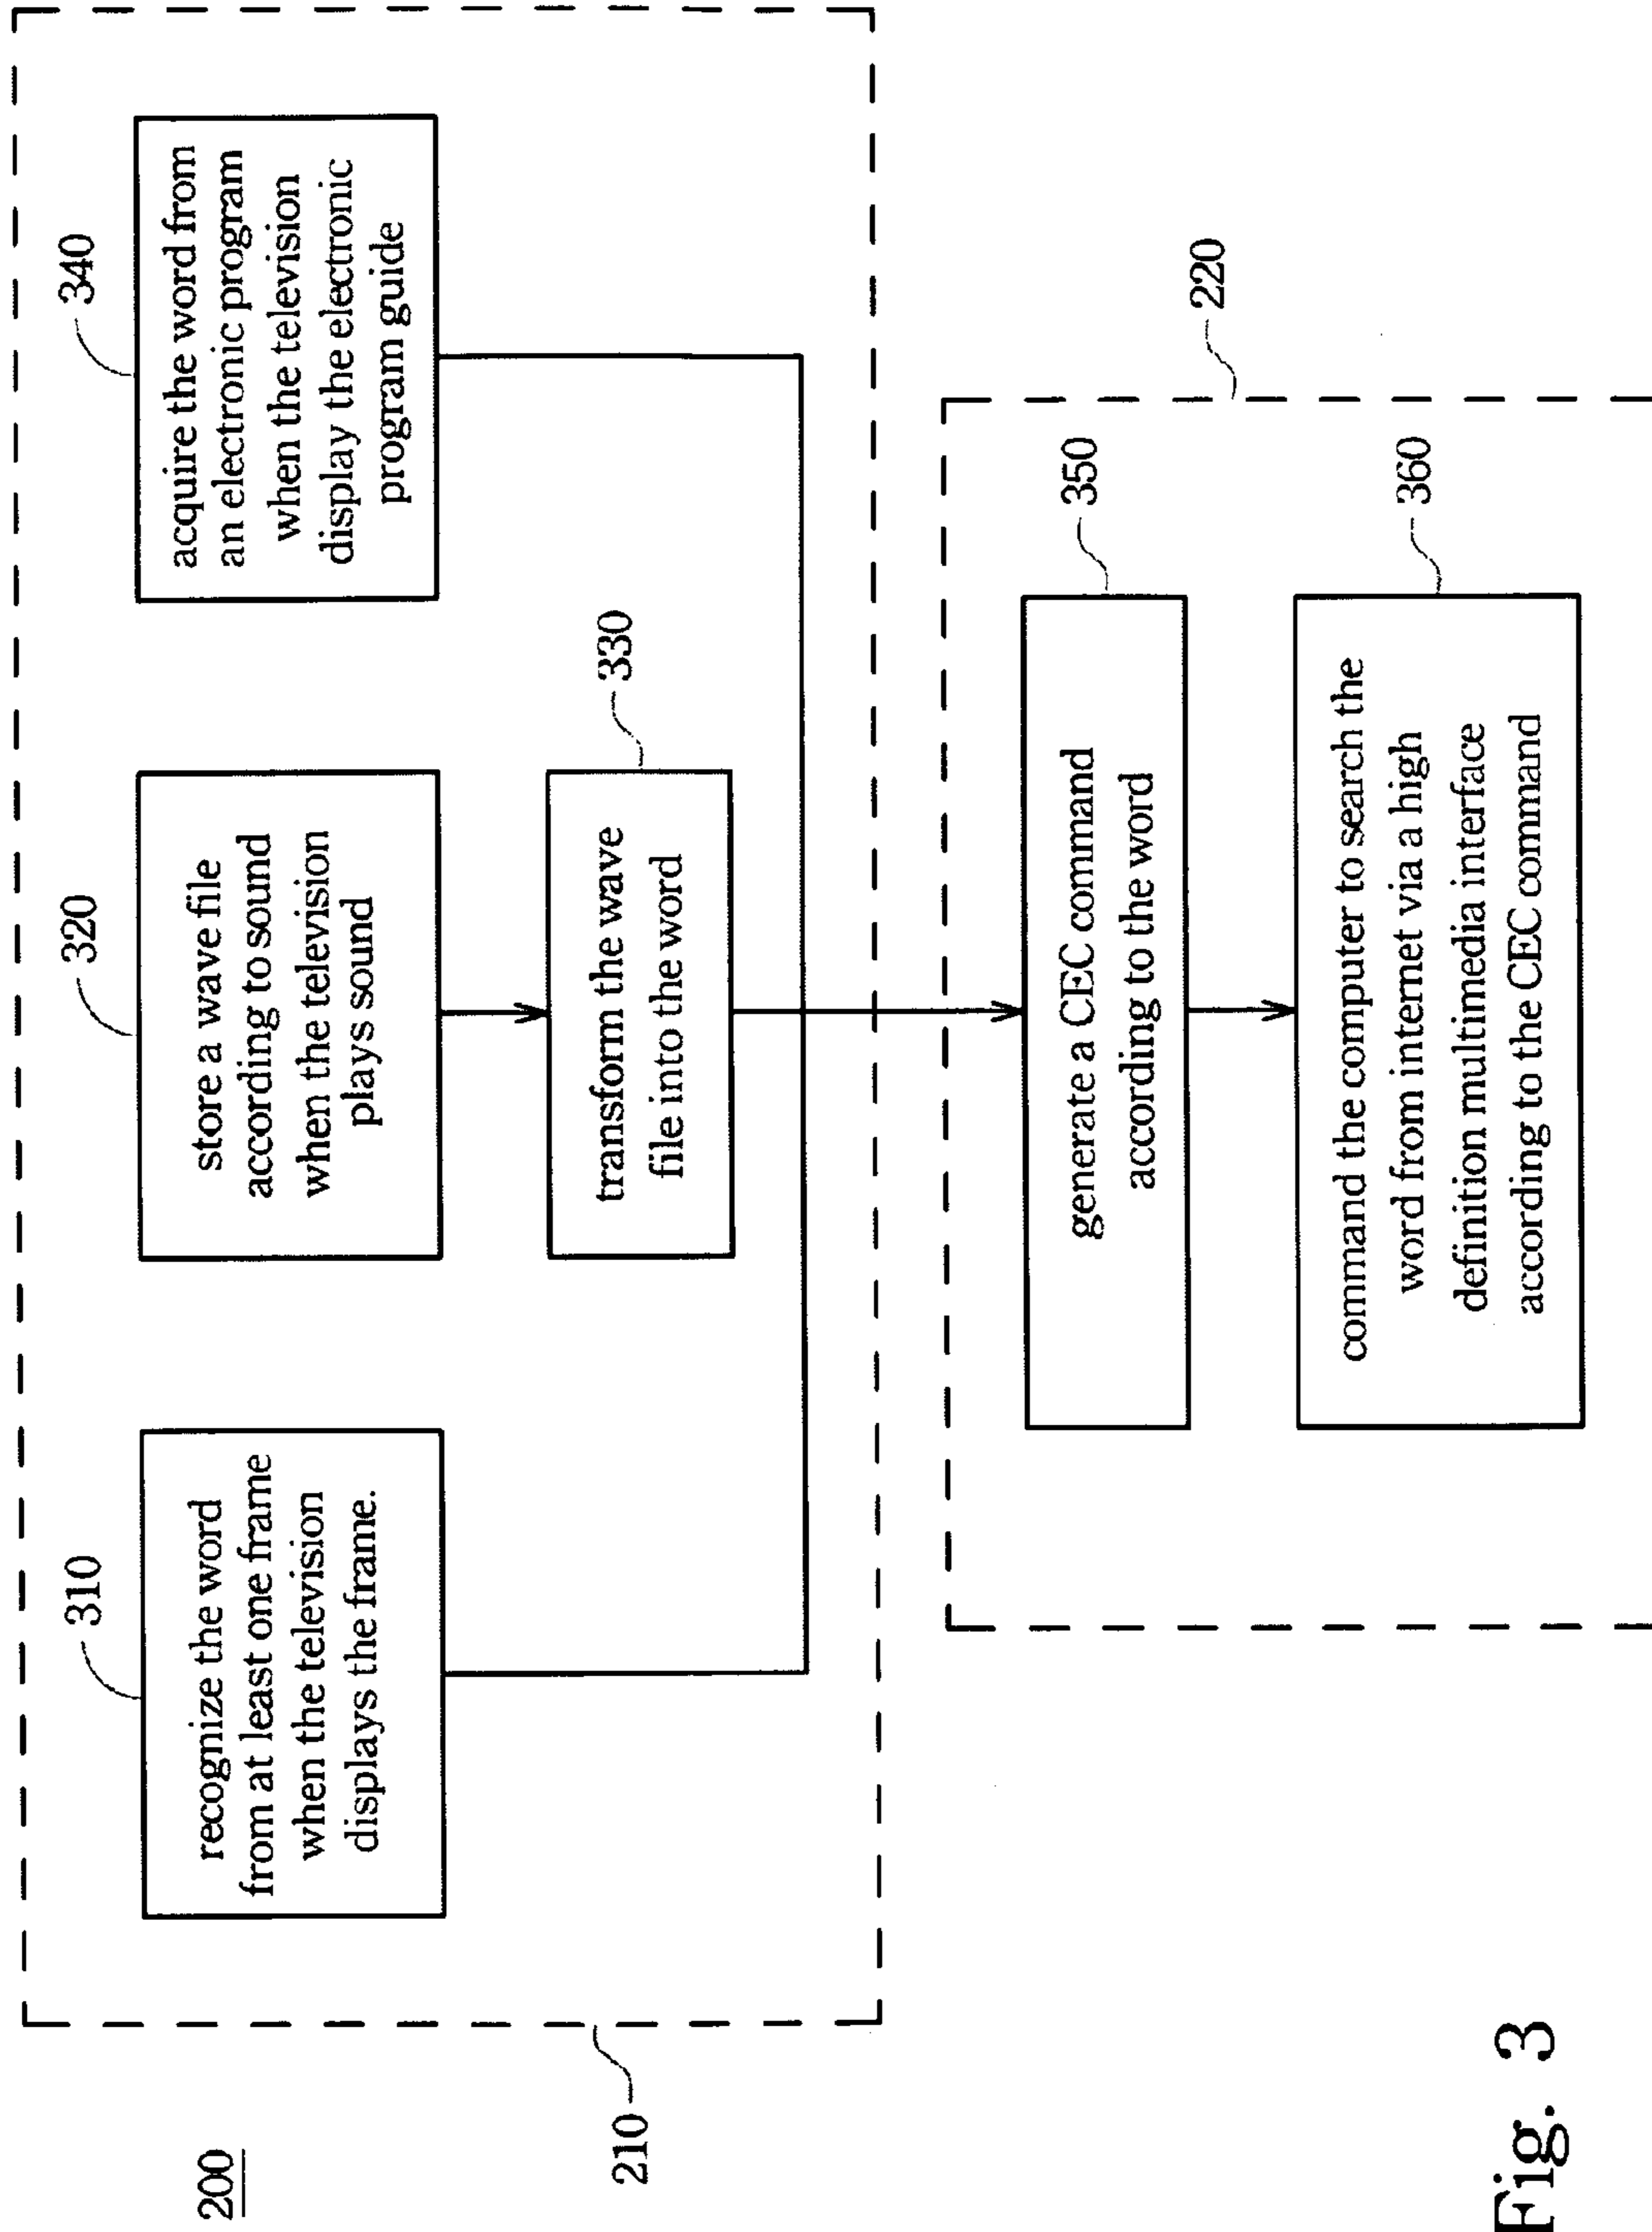 200
210
310
recognize the word
from at least one frame
when the television
displays the frame.
320
store a wave file
according to sound
when the television
plays sound
330
transform the wave
file into the word
340
acquire the word from
an electronic program
when the television
display the electronic
program guide
220
350
generate a CEC command
according to the word
360
command the computer to search the
word from internet via a high
definition multimedia interface
according to the CEC command
Fig. 3